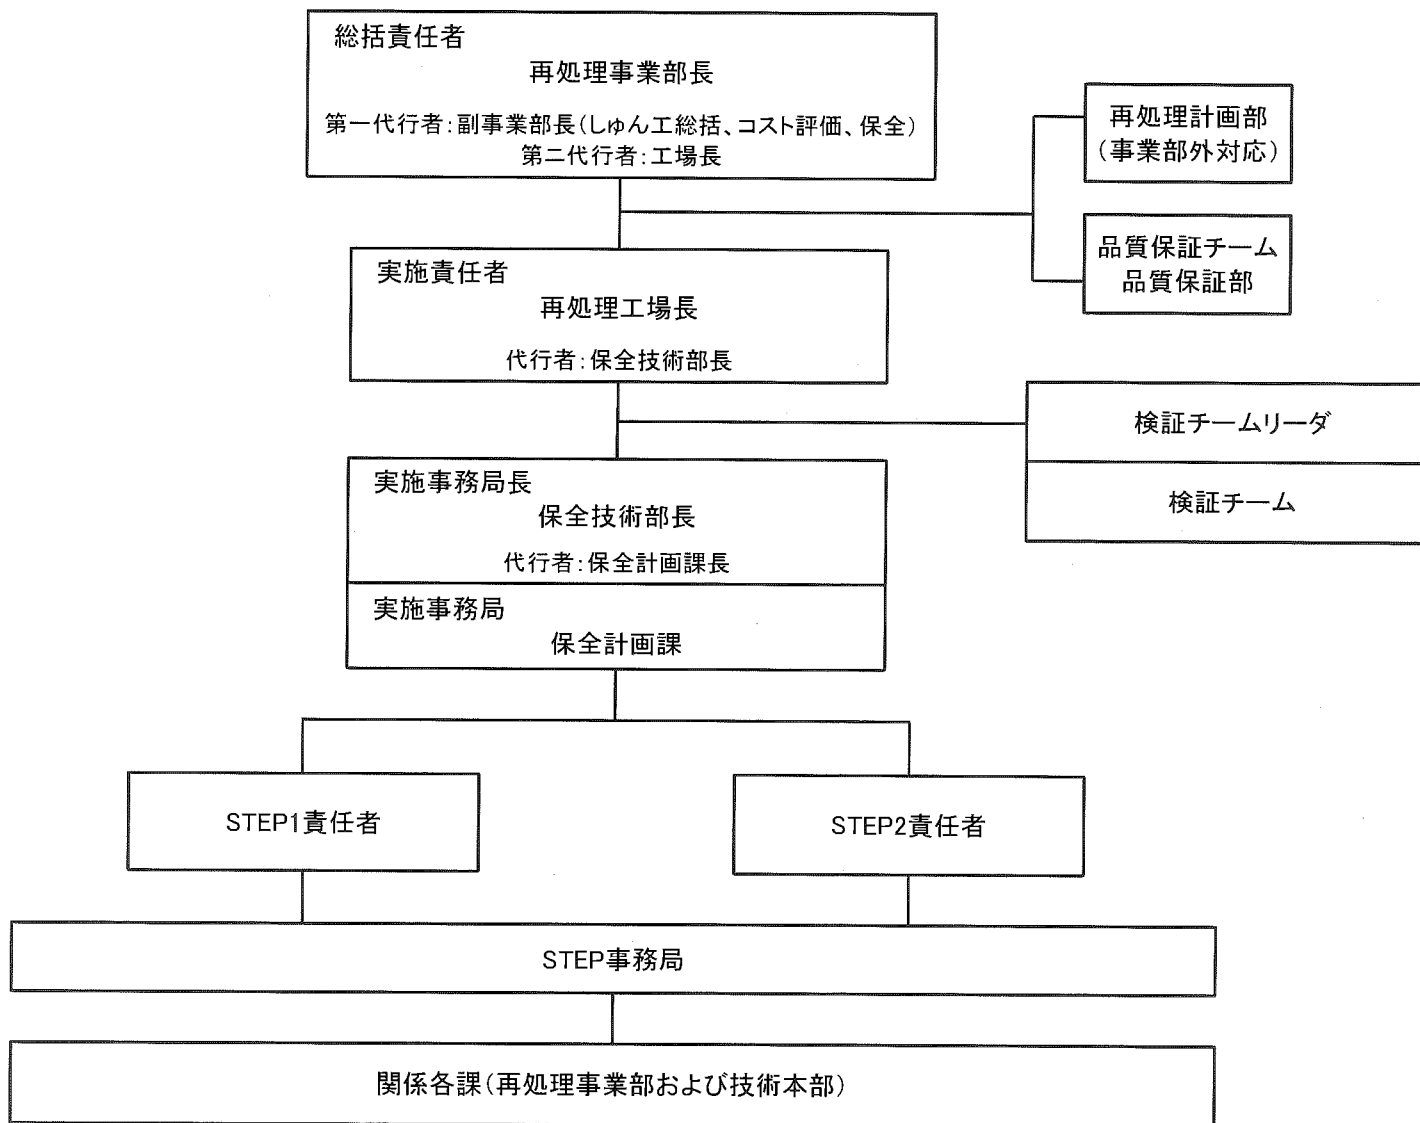 総括責任者
再処理事業部長
第一代行者：副事業部長（しゅん工総括、コスト評価、保全）
第二代行者：工場長
再処理計画部
（事業部外対応）
品質保証チーム
品質保証部
実施責任者
再処理工場長
代行者：保全技術部長
検証チームリーダ
検証チーム
実施事務局長
保全技術部長
代行者：保全計画課長
実施事務局
保全計画課
STEP1責任者
STEP2責任者
STEP事務局
関係各課（再処理事業部および技術本部）